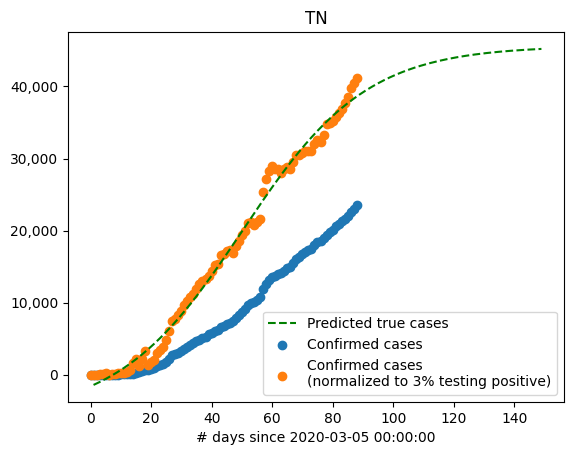 TN
40,000
30,000
20,000
10,000
0
Predicted true cases
Confirmed cases
Confirmed cases
(normalized to 3% testing positive)
0 20 40 60 80 100 120 140
# days since 2020-03-05 00:00:00